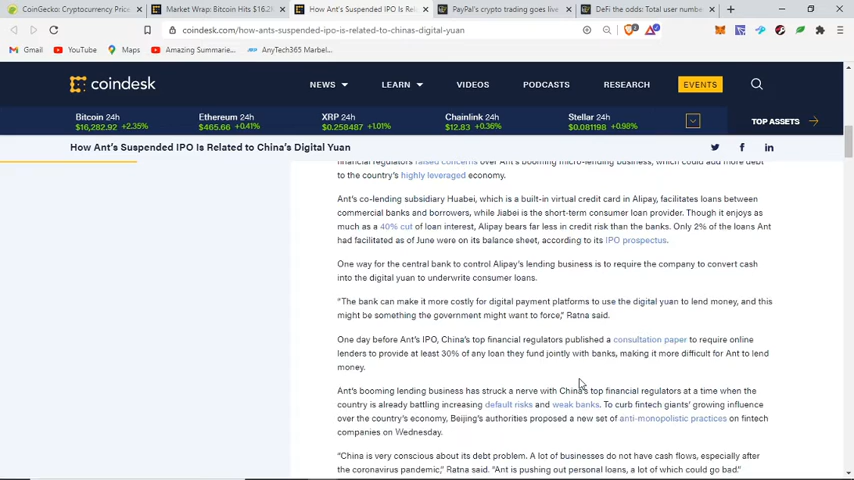 CoinGecko: Cryptocurrency Price
Market Wrap: Bitcoin Hits $16.2K
How Ant's Suspended IPO Is Rel
PayPal's crypto trading goes live
DeFi the odds: Total user numbe
coindesk.com/how-ants-suspended-ipo-is-related-to-chinas-digital-yuan
Gmail
YouTube
Maps
Amazing Summarie...
AnyTech365 Marbel...
coindesk
NEWS
LEARN
VIDEOS
PODCASTS
RESEARCH
EVENTS
Bitcoin 24h
Ethereum 24h
XRP 24h
Chainlink 24h
Stellar 24h
$16,282.92 +2.35%
$465.66 +0.41%
$0.258487 +1.01%
$12.83 +0.36%
$0.081198 +0.98%
TOP ASSETS
How Ant's Suspended IPO Is Related to China's Digital Yuan
financial regulators raised concerns over Ant's booming micro-lending business, which could add more debt
to the country's highly leveraged economy.
Ant's co-lending subsidiary Huabei, which is a built-in virtual credit card in Alipay, facilitates loans between
commercial banks and borrowers, while Jiabei is the short-term consumer loan provider. Though it enjoys as
much as a 40% cut of loan interest, Alipay bears far less in credit risk than the banks. Only 2% of the loans Ant
had facilitated as of June were on its balance sheet, according to its IPO prospectus.
One way for the central bank to control Alipay's lending business is to require the company to convert cash
into the digital yuan to underwrite consumer loans.
“The bank can make it more costly for digital payment platforms to use the digital yuan to lend money, and this
might be something the government might want to force,” Ratna said.
One day before Ant's IPO, China's top financial regulators published a consultation paper to require online
lenders to provide at least 30% of any loan they fund jointly with banks, making it more difficult for Ant to lend
money.
Ant's booming lending business has struck a nerve with China's top financial regulators at a time when the
country is already battling increasing default risks and weak banks. To curb fintech giants' growing influence
over the country's economy, Beijing's authorities proposed a new set of anti-monopolistic practices on fintech
companies on Wednesday.
“China is very conscious about its debt problem. A lot of businesses do not have cash flows, especially after
the coronavirus pandemic,” Ratna said. “Ant is pushing out personal loans, a lot of which could go bad.”